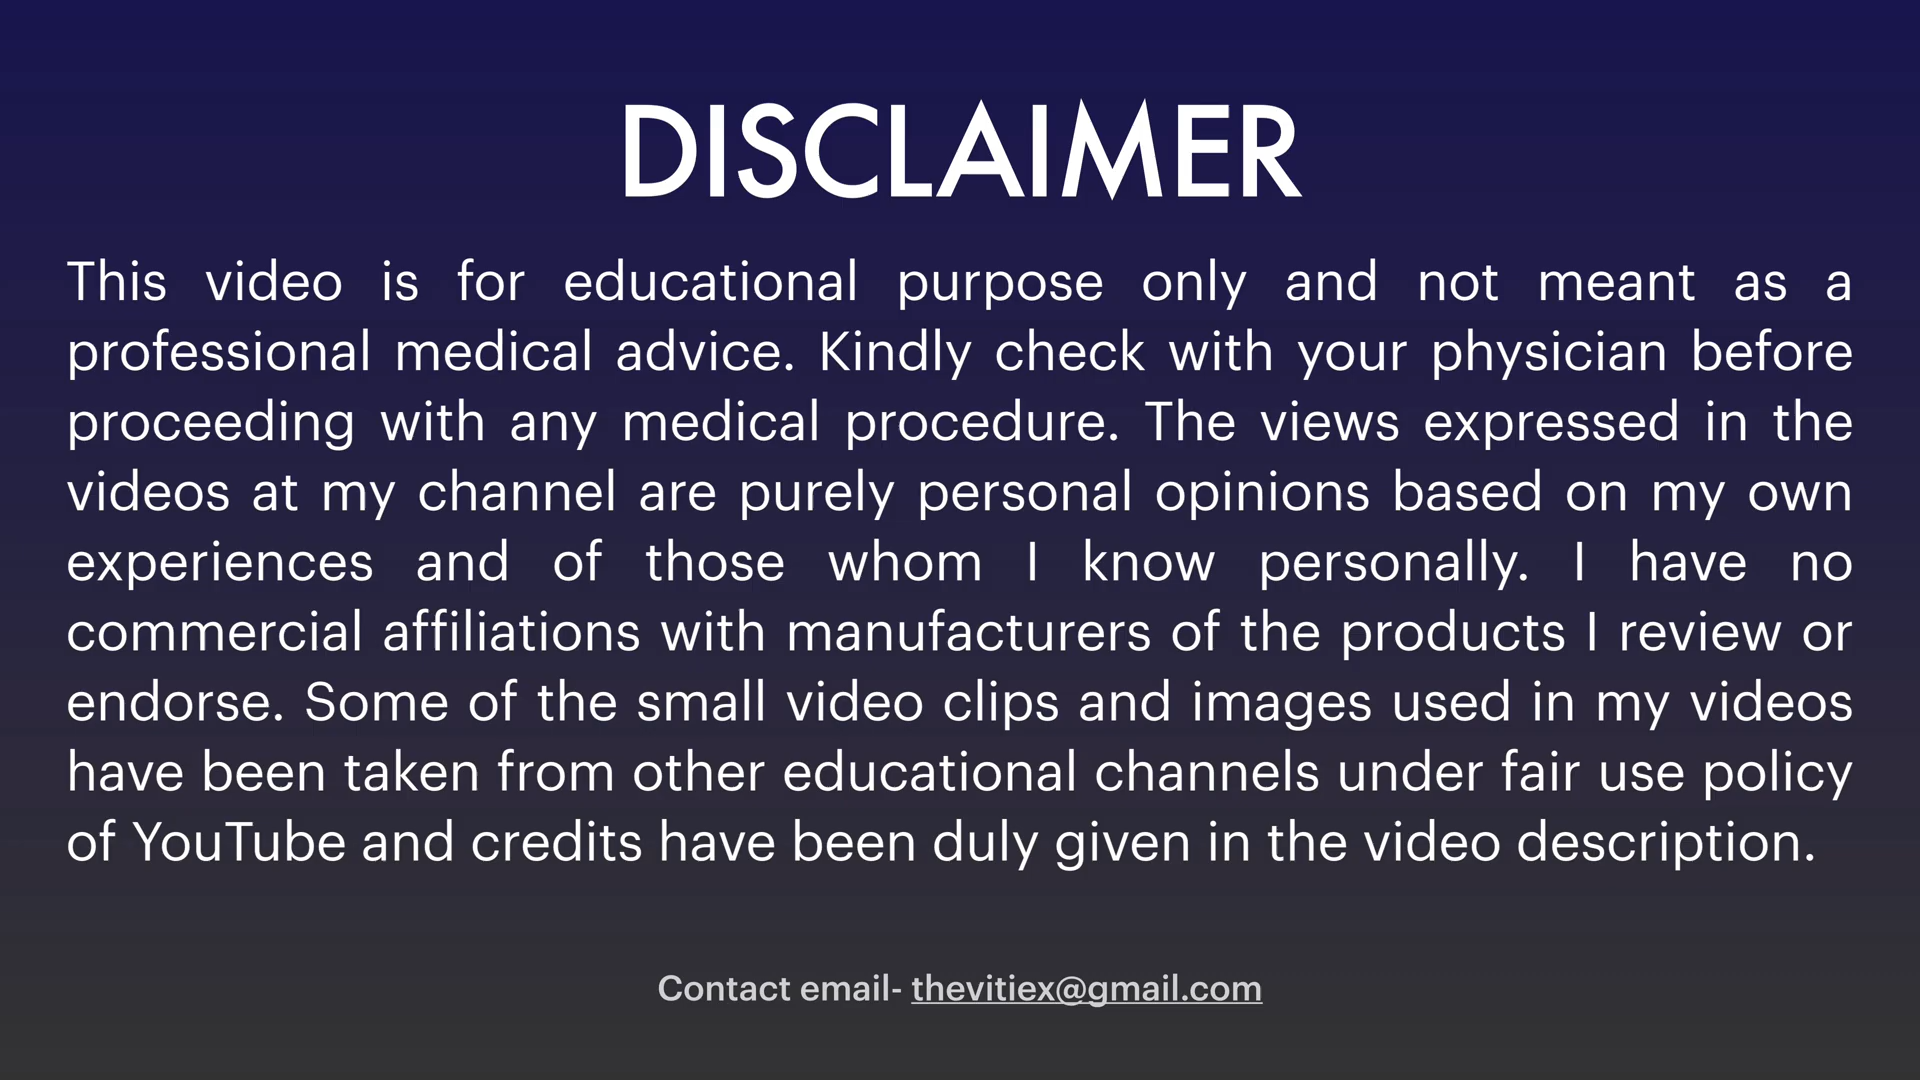 DISCLAIMER
This video is for educational purpose only and not meant as a
professional medical advice. Kindly check with your physician before
proceeding with any medical procedure. The views expressed in the
videos at my channel are purely personal opinions based on my own
experiences and of those whom I know personally. I have no
commercial affiliations with manufacturers of the products I review or
endorse. Some of the small video clips and images used in my videos
have been taken from other educational channels under fair use policy
of YouTube and credits have been duly given in the video description.
Contact email- thevitiex@gmail.com